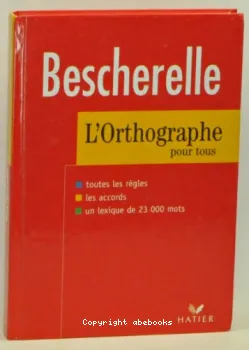 Bescherelle
L'Orthographe
pour tous
toutes les règles
les accords
un lexique de 23 000 mots
HATIER
Copyright abebooks